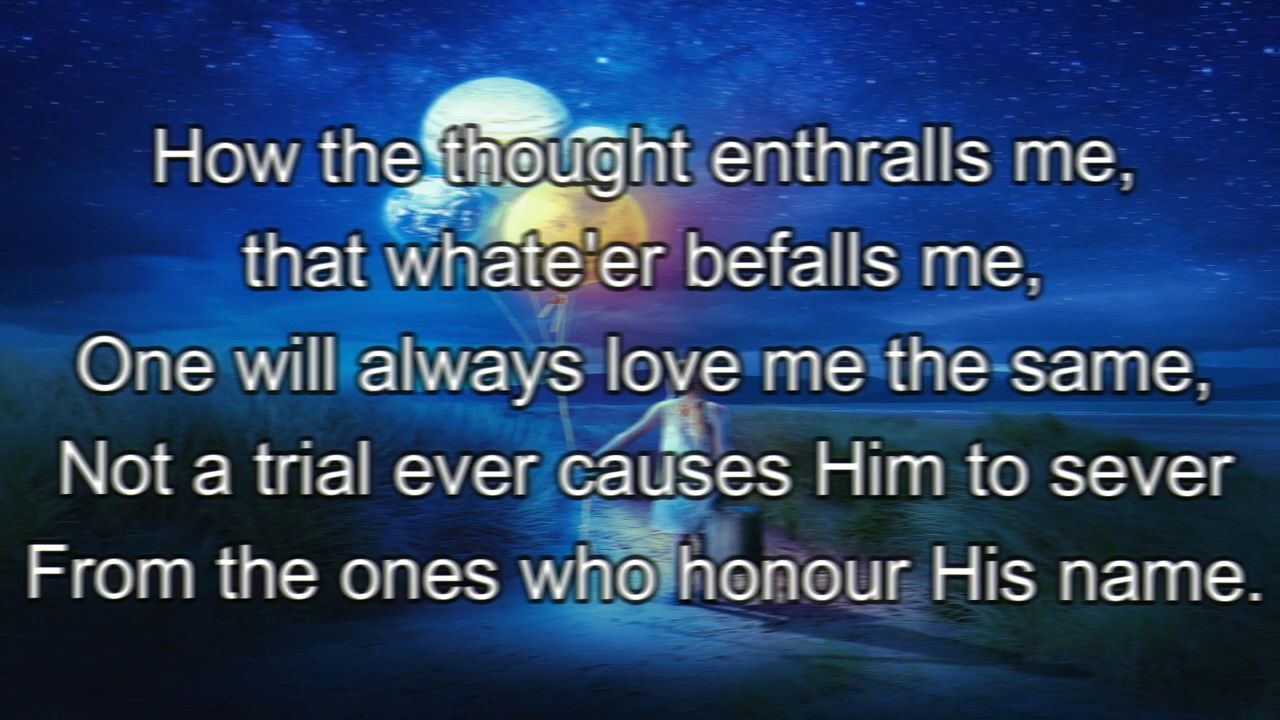 How the thought enthralls me,
that whate'er befalls me,
One will always love me the same,
Not a trial ever causes Him to sever
From the ones who honour His name.